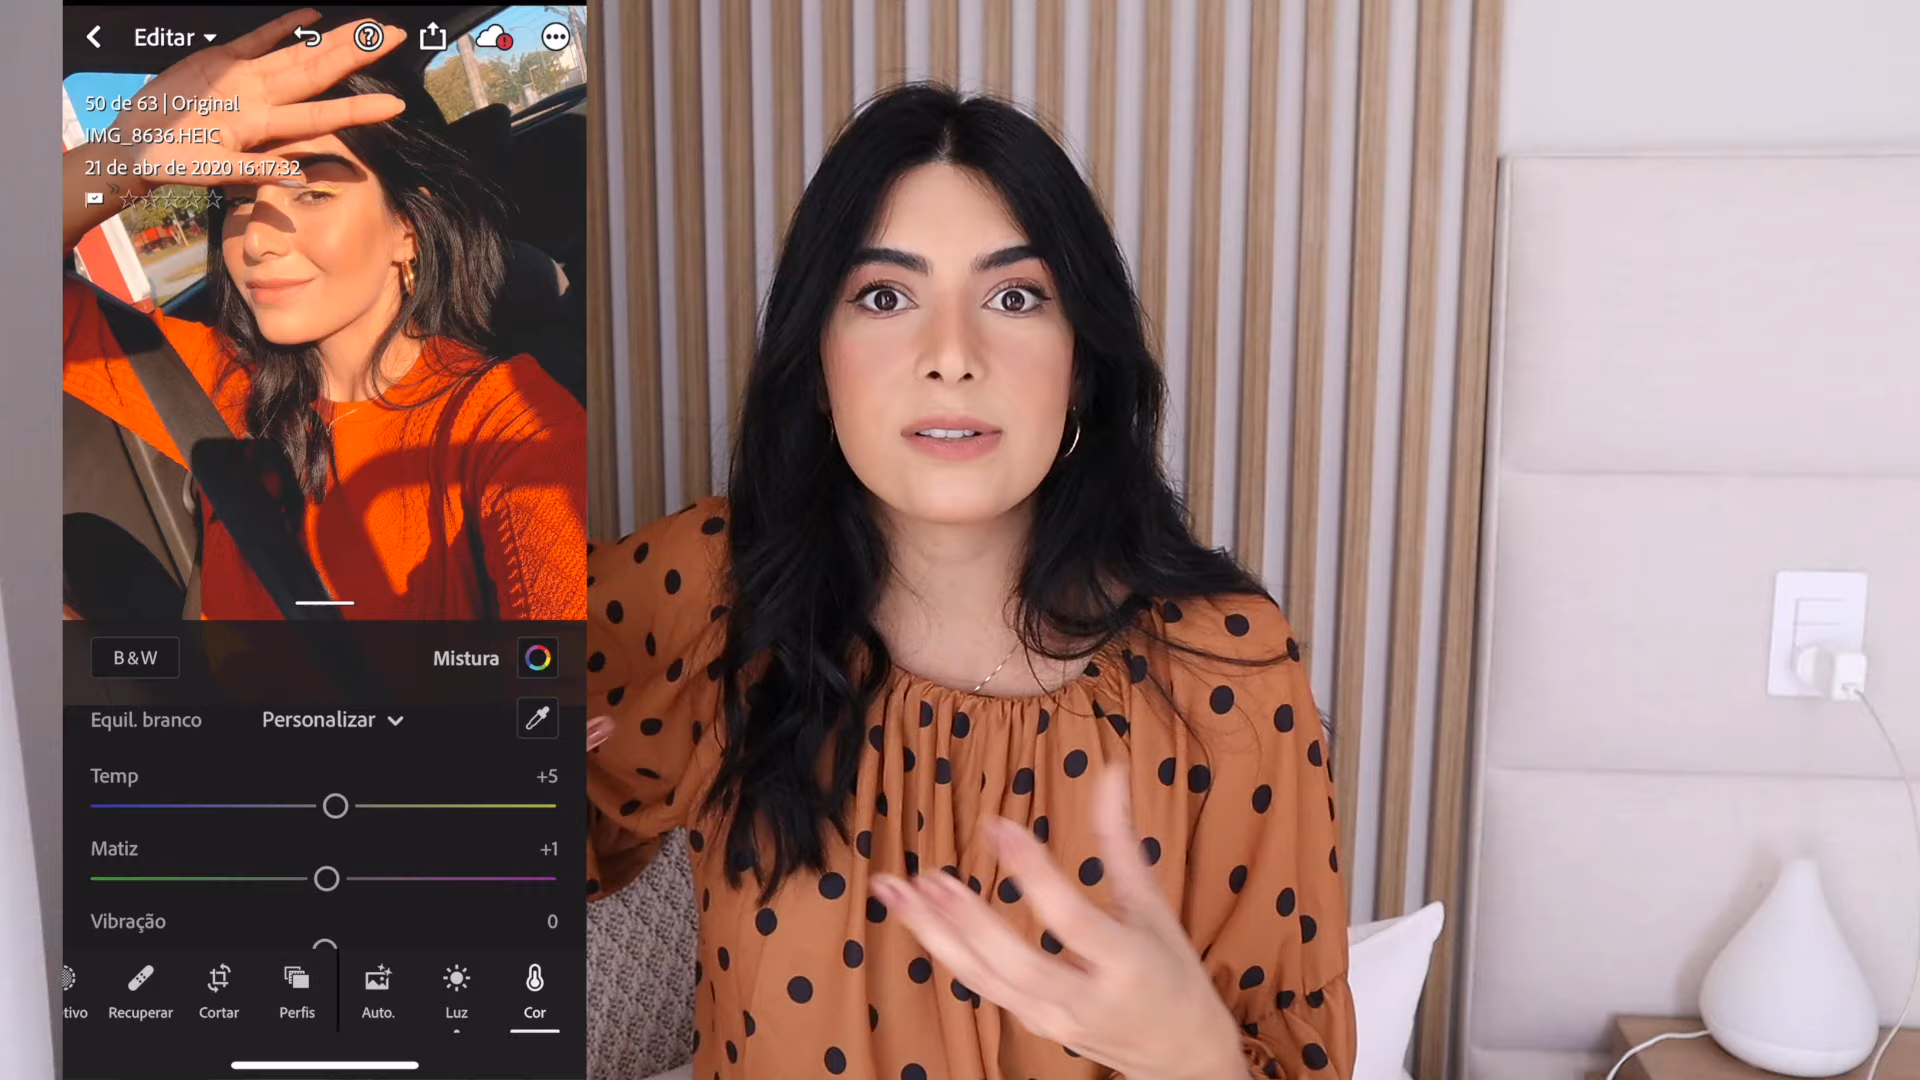 Editar
50 de 63 | Original
IMG_8636.HEIC
21 de abr de 2020 16:17:32
B&W
Mistura
Equil. branco
Personalizar
Temp
+5
Matiz
+1
Vibração
0
tivo
Recuperar
Cortar
Perfis
Auto.
Luz
Cor